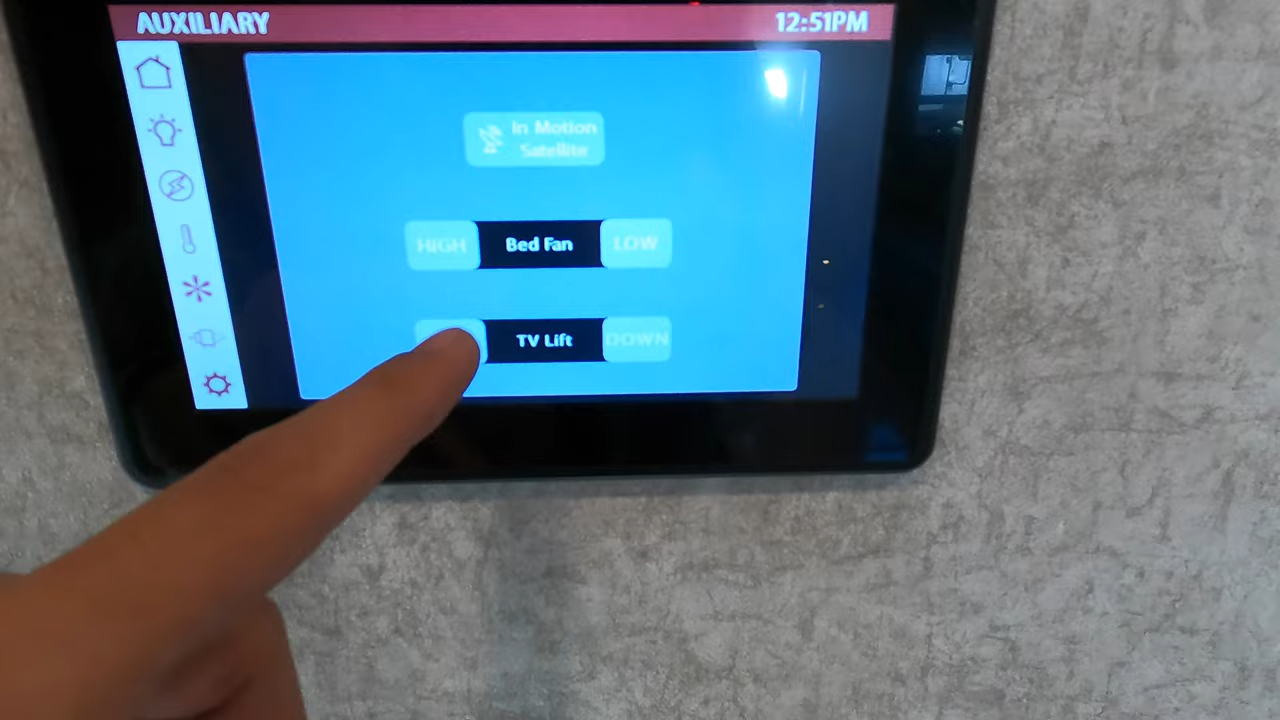 AUXILIARY
12:51PM
In Motion
Satellite
HIGH
Bed Fan
LOW
TV Lift
DOWN